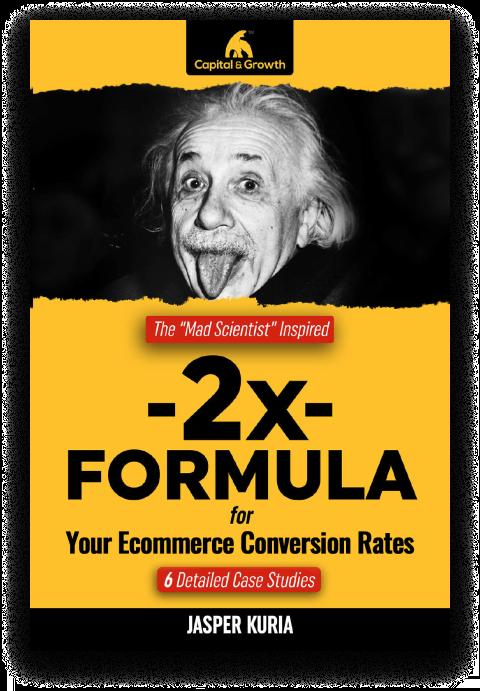 Capital & Growth
The "Mad Scientist" Inspired
-2x-
FORMULA
for
Your Ecommerce Conversion Rates
6 Detailed Case Studies
JASPER KURIA